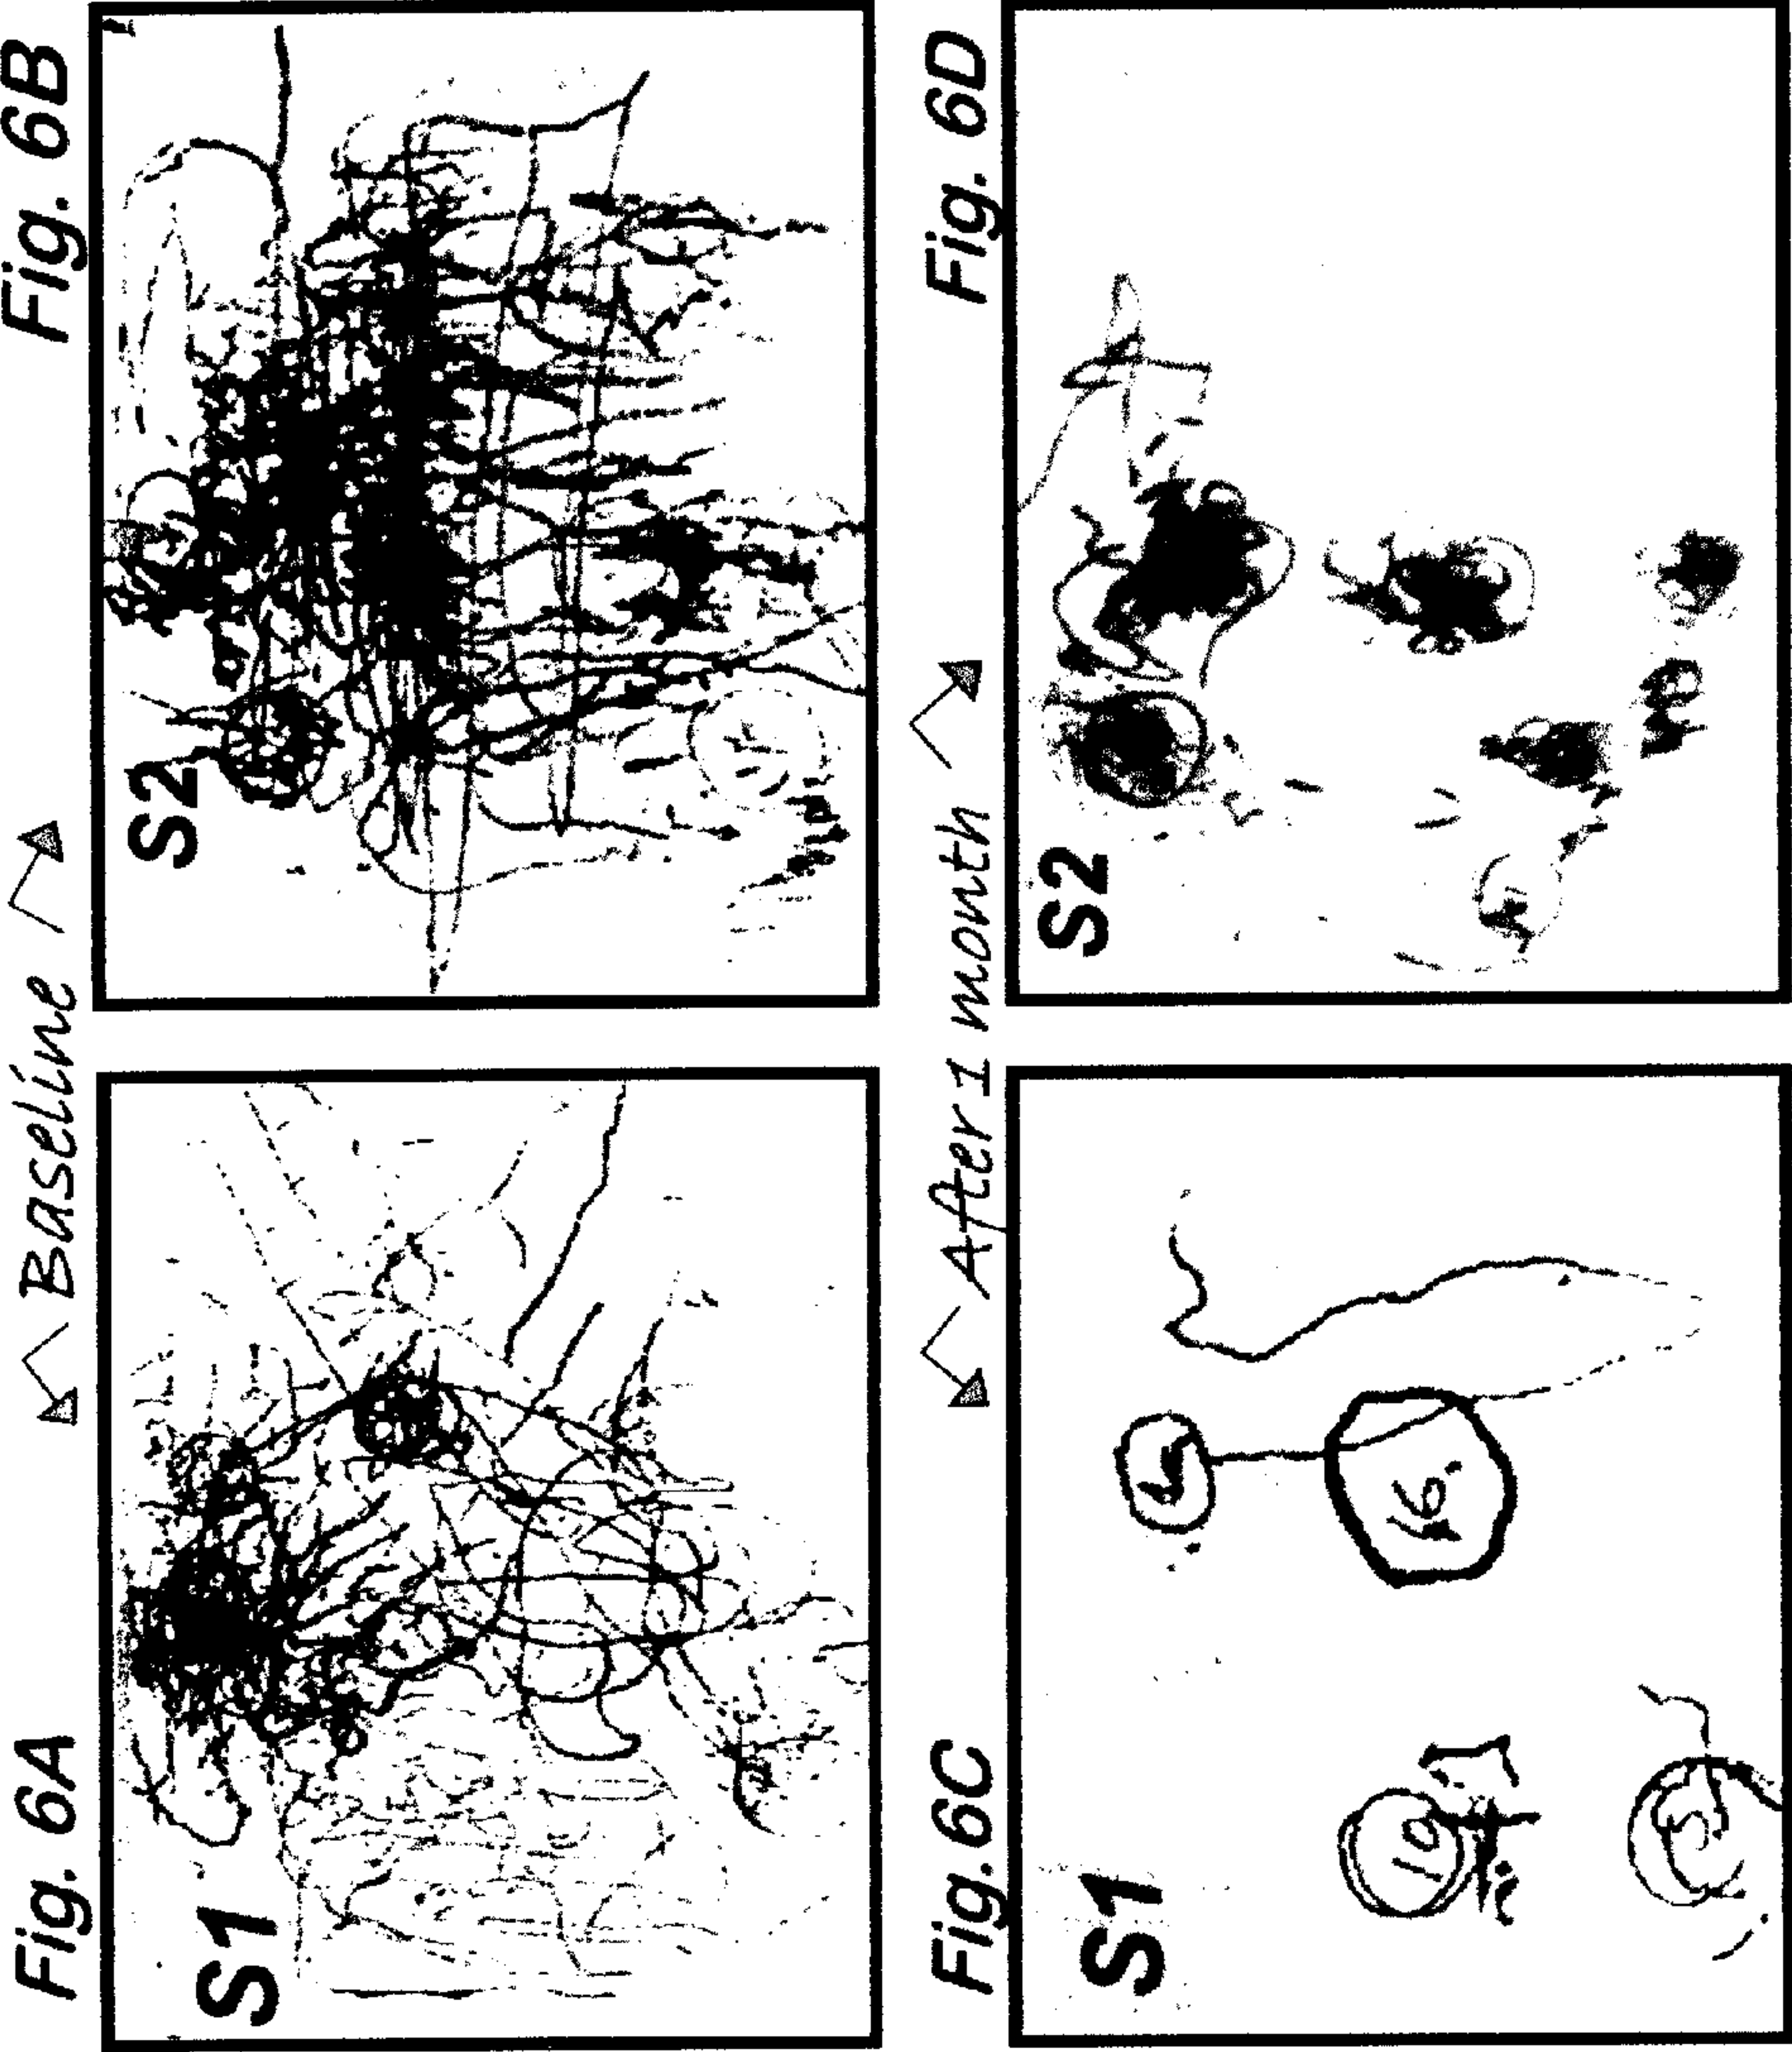 Fig. 6A
Baseline
Fig. 6B
S1
S2
Fig.6C
After 1 month
Fig. 6D
S1
S2
16.
10